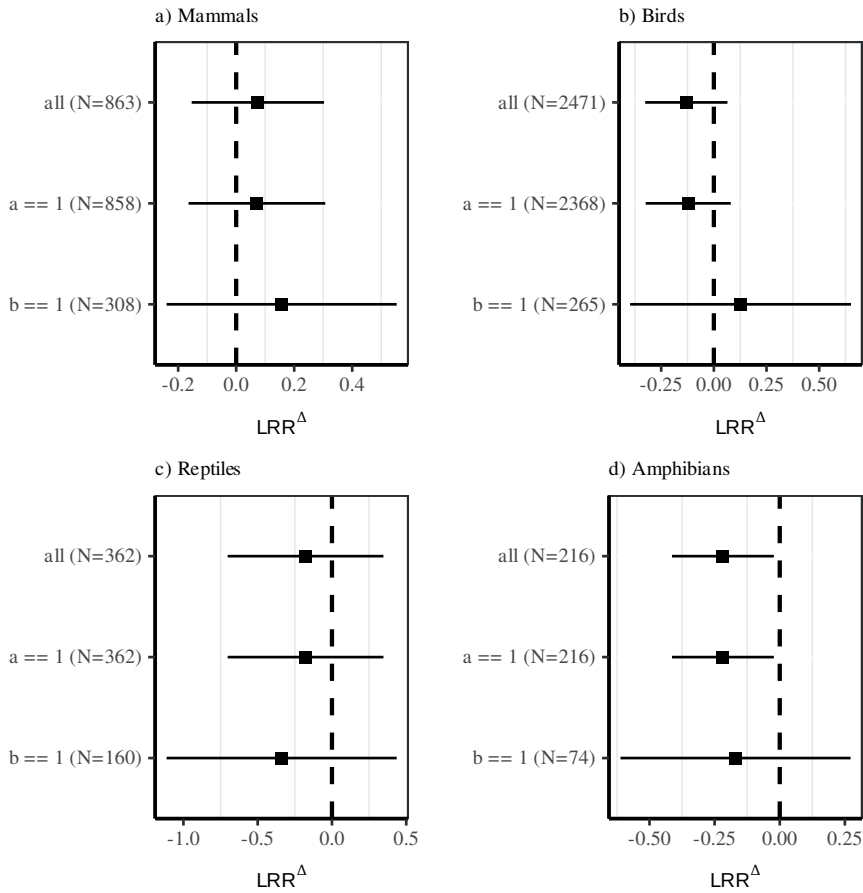 a) Mammals
all (N=863)
a == 1 (N=858)
b == 1 (N=308)
-0.2 0.0 0.2 0.4
LRR^Δ
b) Birds
all (N=2471)
a == 1 (N=2368)
b == 1 (N=265)
-0.25 0.00 0.25 0.50
LRR^Δ
c) Reptiles
all (N=362)
a == 1 (N=362)
b == 1 (N=160)
-1.0 -0.5 0.0 0.5
LRR^Δ
d) Amphibians
all (N=216)
a == 1 (N=216)
b == 1 (N=74)
-0.50 -0.25 0.00 0.25
LRR^Δ